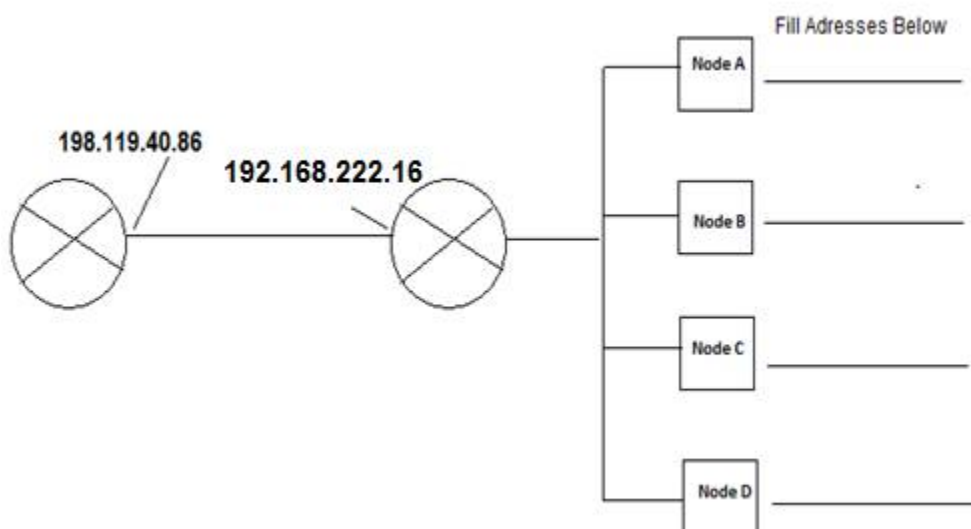 Fill Adresses Below
Node A
198.119.40.86
192.168.222.16
Node B
Node C
Node D